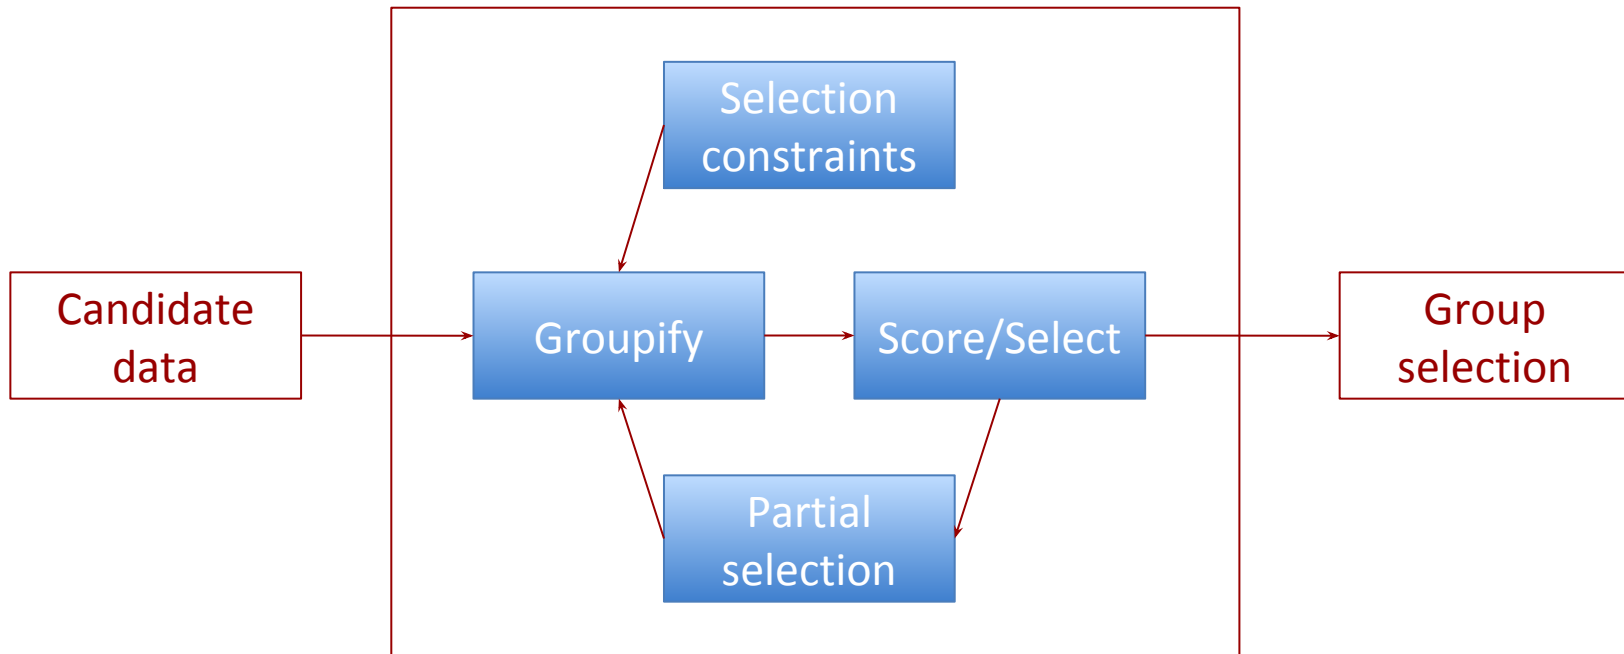 Selection
constraints
Candidate
data
Groupify
Score/Select
Group
selection
Partial
selection